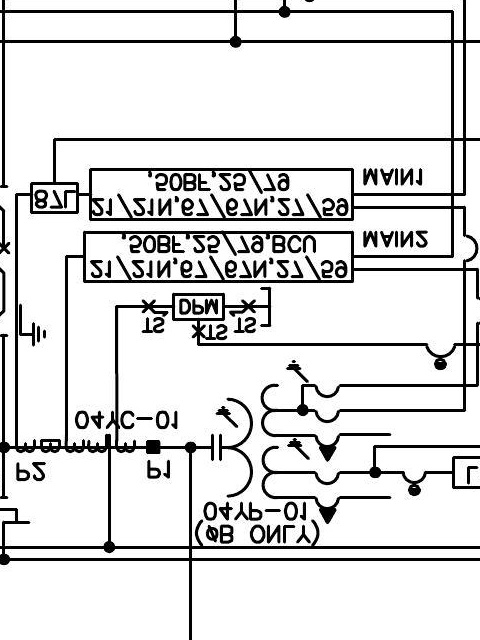 (ØB ONLY)
04YP-01
P2
P1
04YC-01
TS
TS
TS
DPM
21/21N,67/67N,27/59
,50BF,25/79,BCU
MAIN2
21/21N,67/67N,27/59
,50BF,25/79
87L
MAIN1